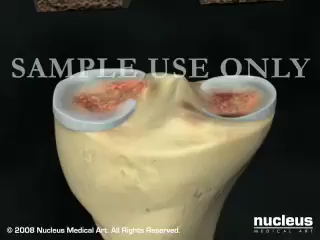 SAMPLE USE ONLY
nucleus
MEDICAL ART
© 2008 Nucleus Medical Art. All Rights Reserved.